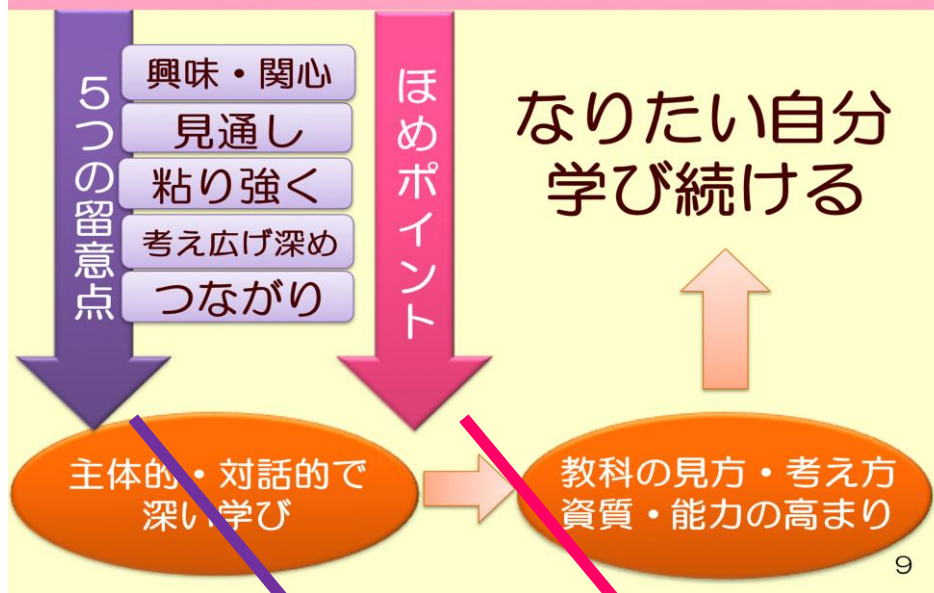 5つの留意点
興味・関心
見通し
粘り強く
考え広げ深め
つながり
ほめポイント
なりたい自分
学び続ける
主体的・対話的で
深い学び
教科の見方・考え方
資質・能力の高まり
9